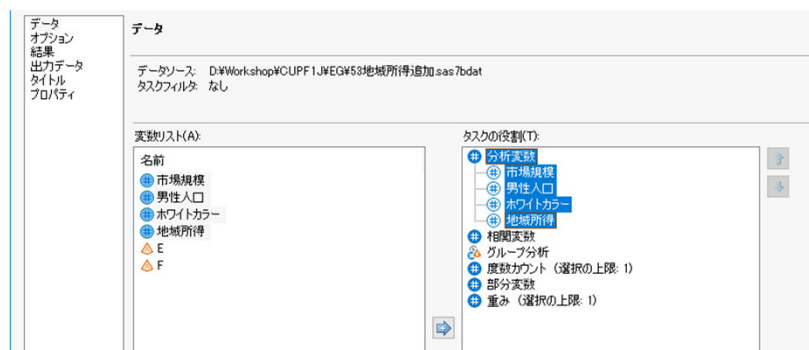 データ
オプション
結果
出力データ
タイトル
プロパティ
データ
データソース: D:¥Workshop¥CUPF1J¥EG¥53地域所得追加.sas7bdat
タスクフィルタ: なし
変数リスト(A):
名前
市場規模
男性人口
ホワイトカラー
地域所得
E
F
タスクの役割(T):
分析変数
市場規模
男性人口
ホワイトカラー
地域所得
相関変数
グループ分析
度数カウント (選択の上限: 1)
部分変数
重み (選択の上限: 1)